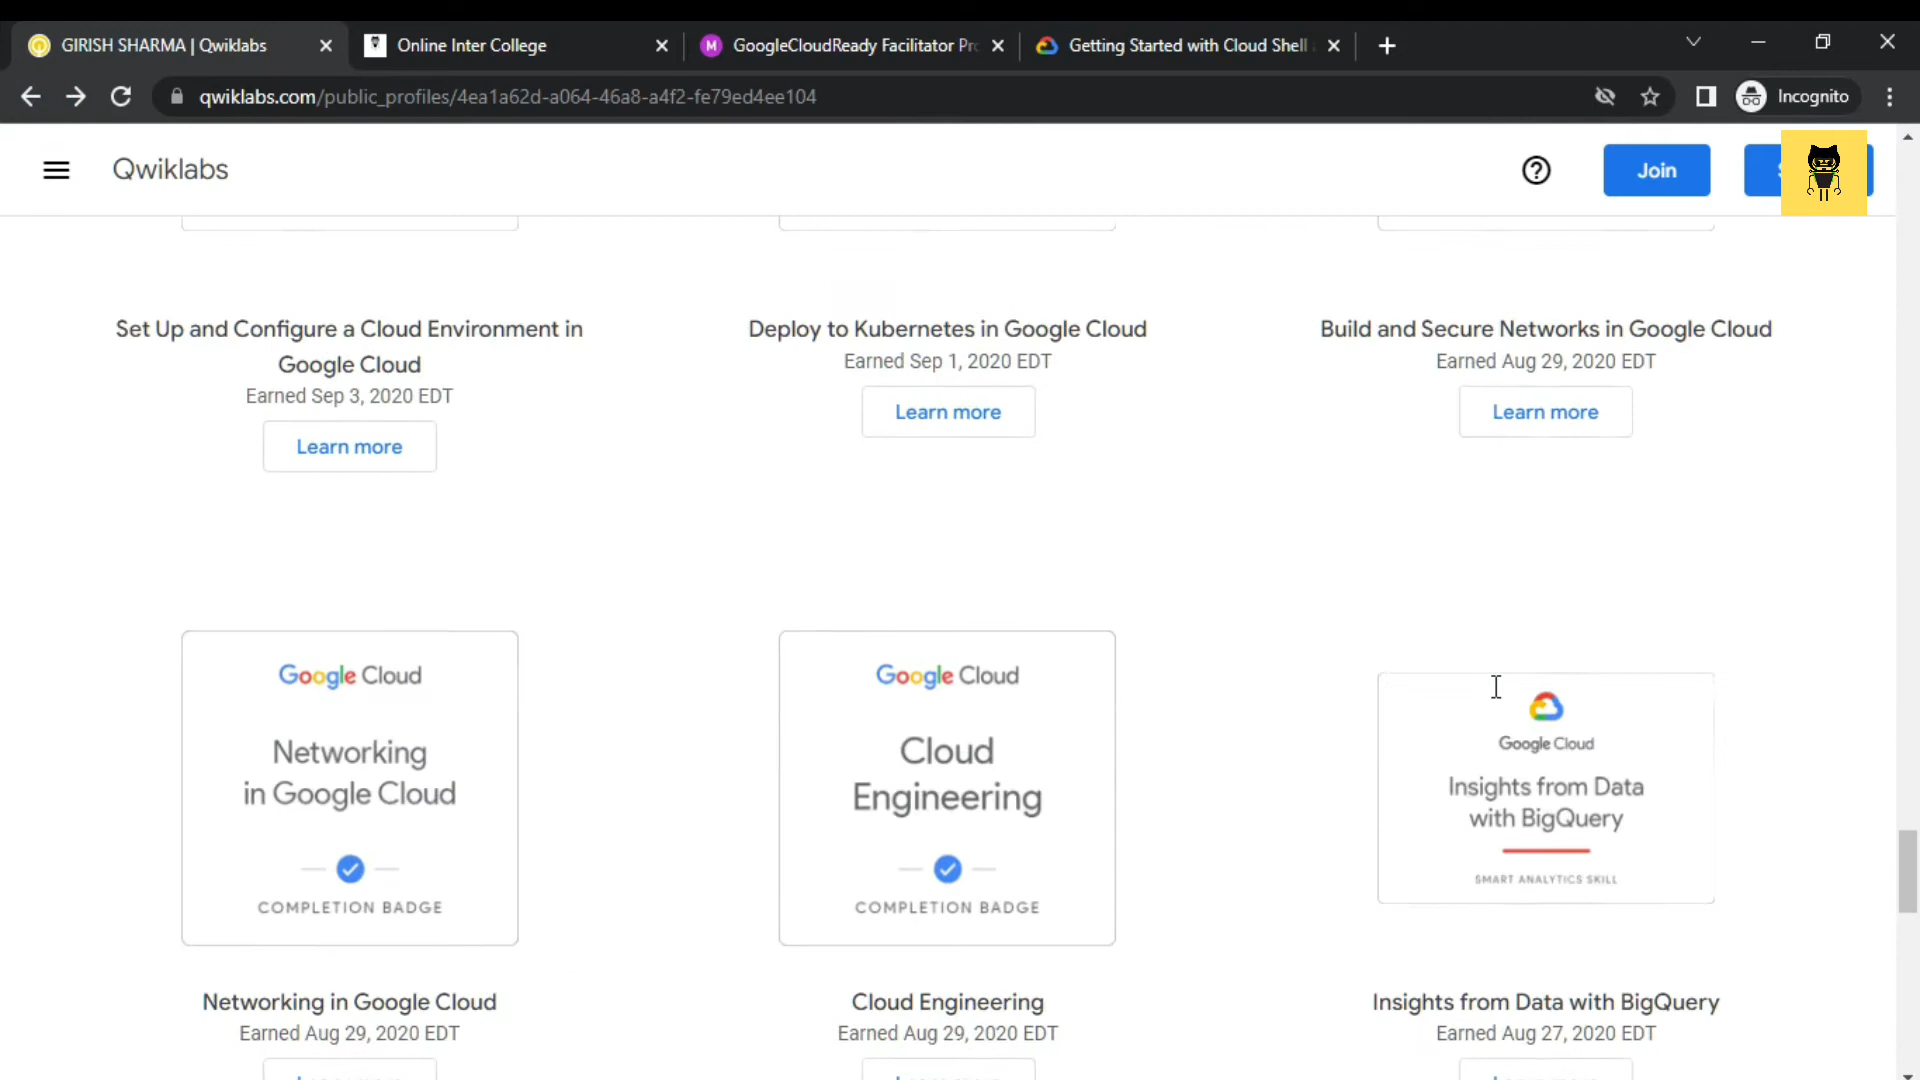 GIRISH SHARMA | Qwiklabs
Online Inter College
M
GoogleCloudReady Facilitator Pr
Getting Started with Cloud Shell
qwiklabs.com/public_profiles/4ea1a62d-a064-46a8-a4f2-fe79ed4ee104
Incognito
Qwiklabs
Join
Set Up and Configure a Cloud Environment in
Google Cloud
Earned Sep 3, 2020 EDT
Learn more
Deploy to Kubernetes in Google Cloud
Earned Sep 1, 2020 EDT
Learn more
Build and Secure Networks in Google Cloud
Earned Aug 29, 2020 EDT
Learn more
Google Cloud
Networking
in Google Cloud
COMPLETION BADGE
Networking in Google Cloud
Earned Aug 29, 2020 EDT
Google Cloud
Cloud
Engineering
COMPLETION BADGE
Cloud Engineering
Earned Aug 29, 2020 EDT
Google Cloud
Insights from Data
with BigQuery
SMART ANALYTICS SKILL
Insights from Data with BigQuery
Earned Aug 27, 2020 EDT